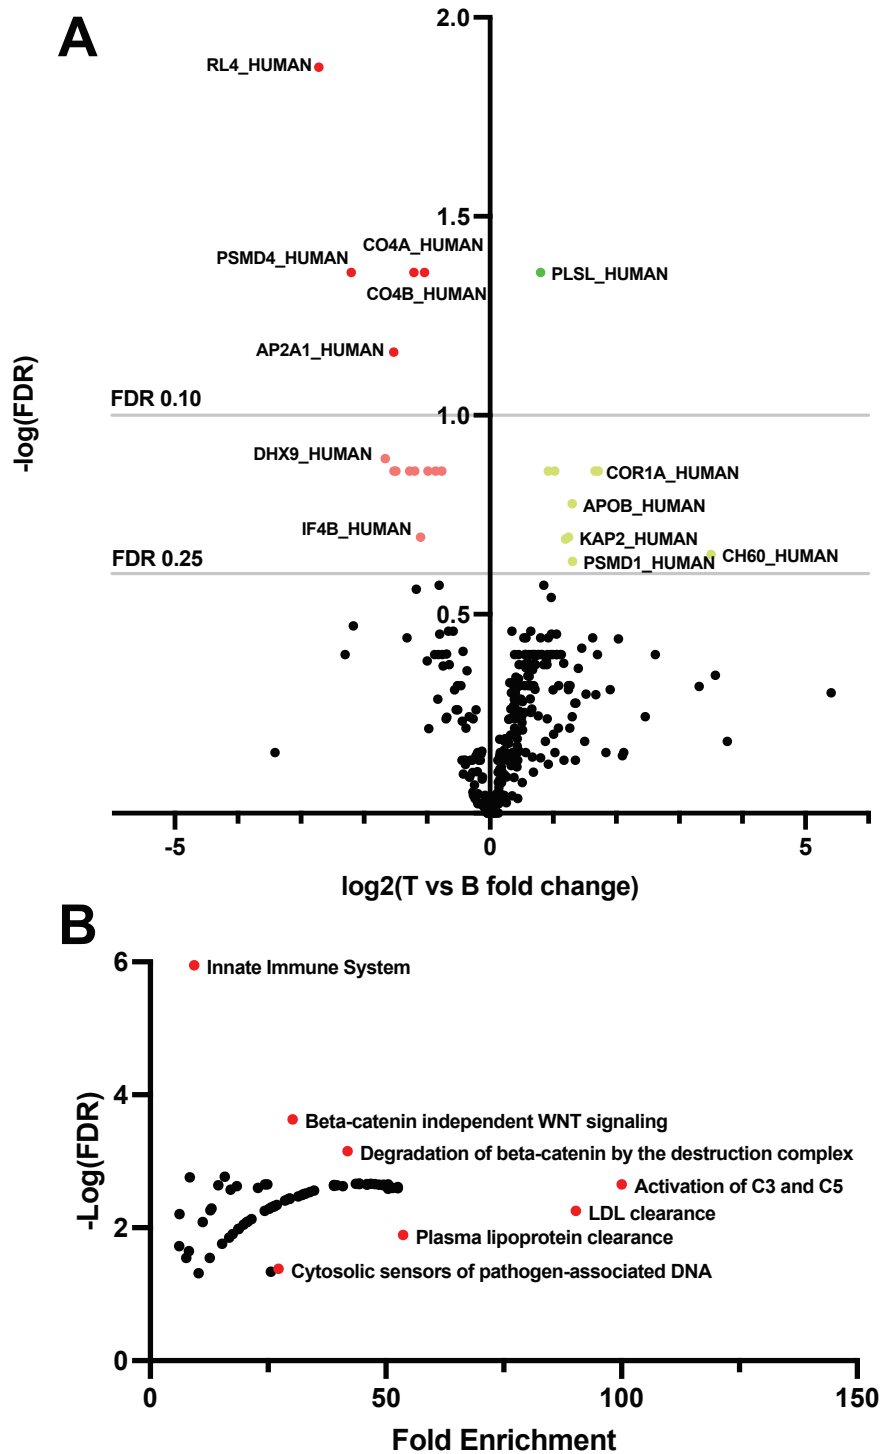 A
2.0
RL4_HUMAN
1.5
CO4A_HUMAN
PSMD4_HUMAN
PLSL_HUMAN
CO4B_HUMAN
AP2A1_HUMAN
FDR 0.10
1.0
-log(FDR)
DHX9_HUMAN
COR1A_HUMAN
APOB_HUMAN
IF4B_HUMAN
KAP2_HUMAN
FDR 0.25
PSMD1_HUMAN
CH60_HUMAN
0.5
-5
0
5
log2(T vs B fold change)
B
6
Innate Immune System
4
Beta-catenin independent WNT signaling
Degradation of beta-catenin by the destruction complex
-Log(FDR)
Activation of C3 and C5
LDL clearance
2
Plasma lipoprotein clearance
Cytosolic sensors of pathogen-associated DNA
0
0
50
100
150
Fold Enrichment